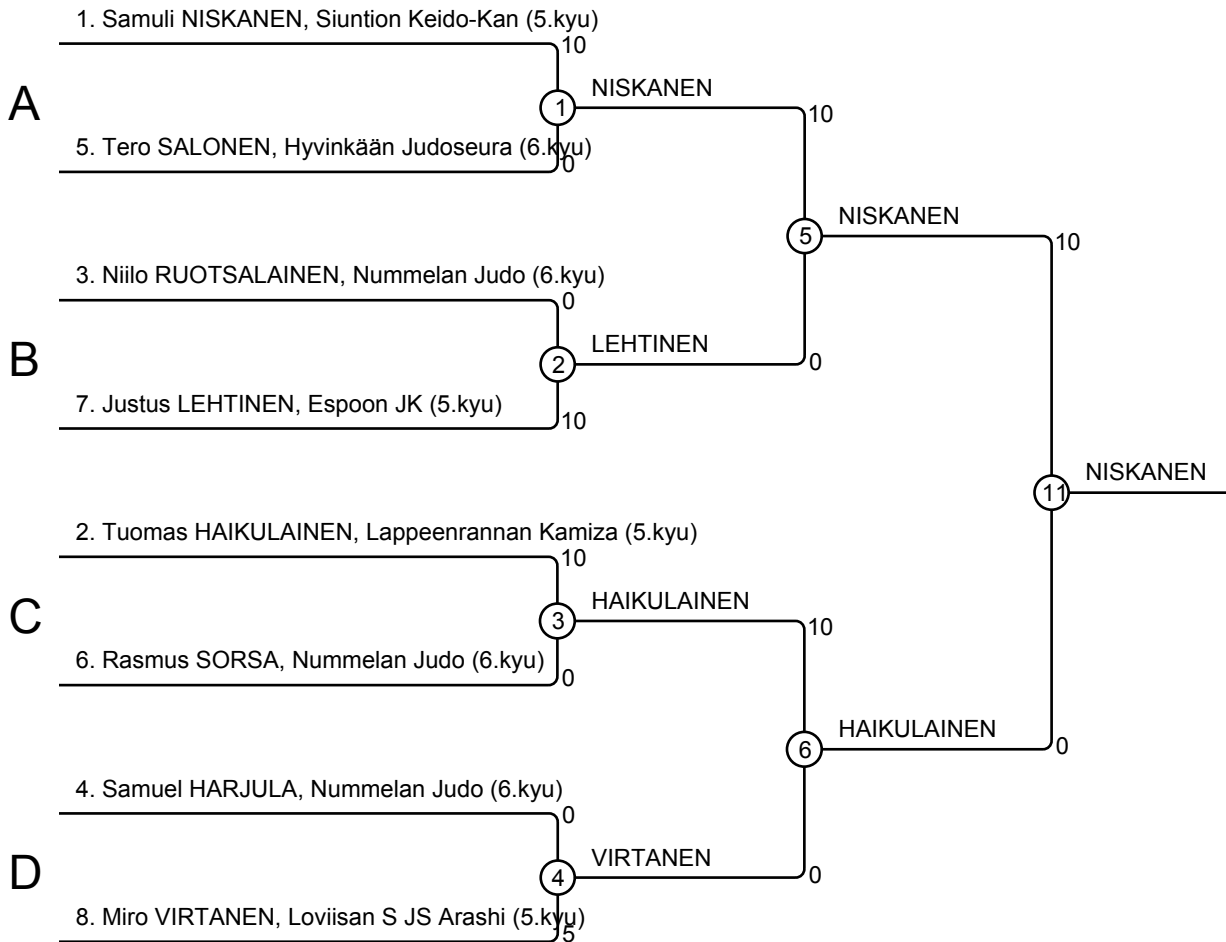 1. Samuli NISKANEN, Siuntion Keido-Kan (5.kyu)
10
A
1
NISKANEN
10
5. Tero SALONEN, Hyvinkään Judoseura (6.kyu)
0
5
NISKANEN
10
3. Niilo RUOTSALAINEN, Nummelan Judo (6.kyu)
0
B
2
LEHTINEN
0
7. Justus LEHTINEN, Espoon JK (5.kyu)
10
11
NISKANEN
2. Tuomas HAIKULAINEN, Lappeenrannan Kamiza (5.kyu)
10
C
3
HAIKULAINEN
10
6. Rasmus SORSA, Nummelan Judo (6.kyu)
0
6
HAIKULAINEN
0
4. Samuel HARJULA, Nummelan Judo (6.kyu)
0
D
4
VIRTANEN
0
8. Miro VIRTANEN, Loviisan S JS Arashi (5.kyu)
5